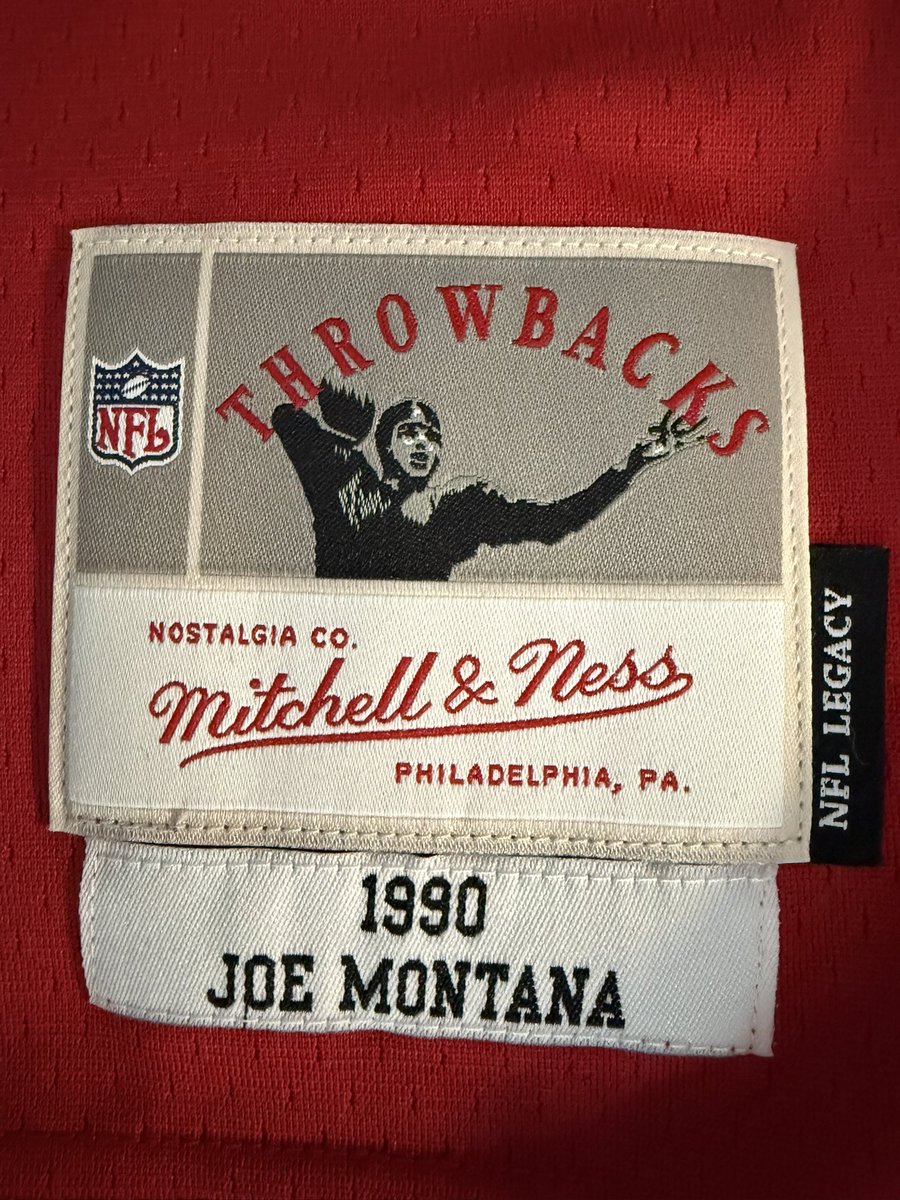 THROWBACKS
NFL
NOSTALGIA CO.
Mitchell & Ness
PHILADELPHIA, PA.
NFL LEGACY
1990
JOE MONTANA